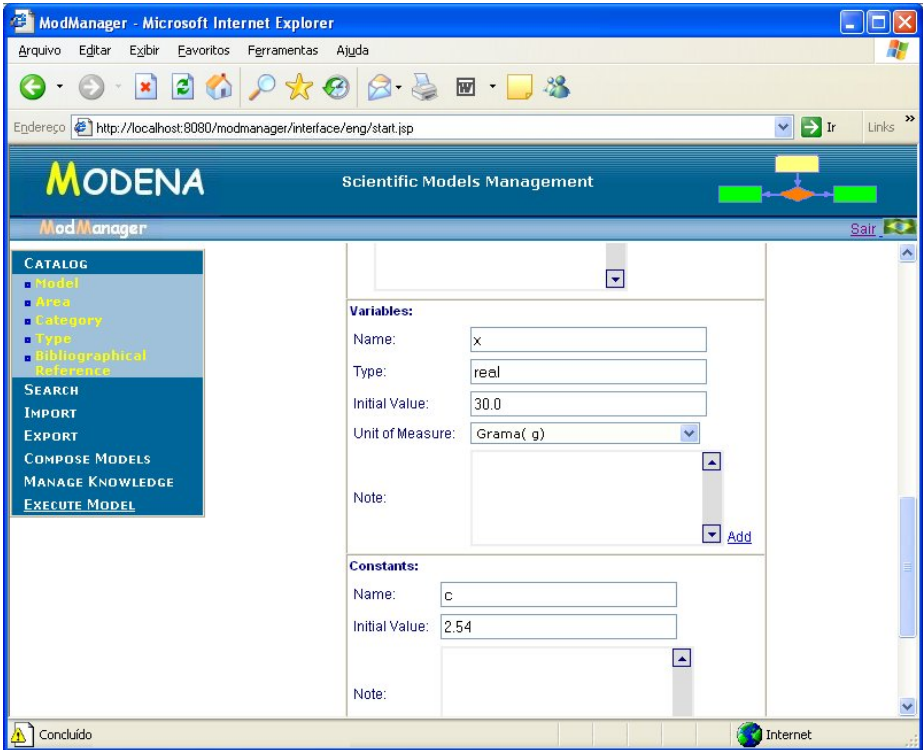 ModManager - Microsoft Internet Explorer
Arquivo Editar Exibir Favoritos Ferramentas Ajuda
Endereço http://localhost:8080/modmanager/interface/eng/start.jsp Ir Links »
MODENA Scientific Models Management
ModManager Sair
CATALOG
Model
Area
Category
Type
Bibliographical
Reference
SEARCH
IMPORT
EXPORT
COMPOSE MODELS
MANAGE KNOWLEDGE
EXECUTE MODEL
Variables:
Name: x
Type: real
Initial Value: 30.0
Unit of Measure: Grama( g)
Note:
Add
Constants:
Name: c
Initial Value: 2.54
Note:
Concluído Internet